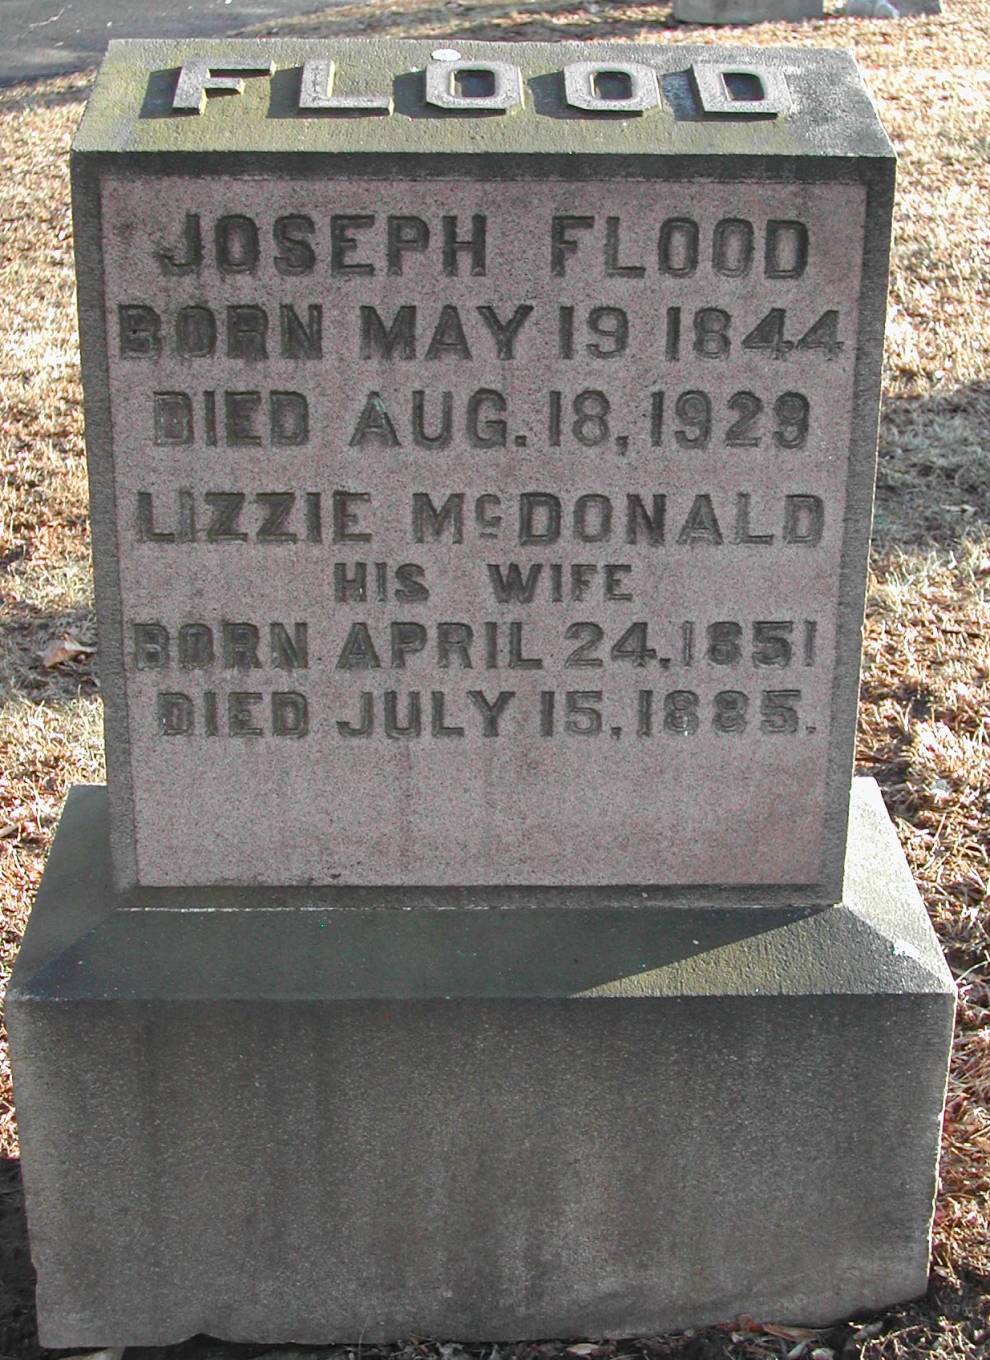 FLOOD
JOSEPH FLOOD
BORN MAY 19 1844
DIED AUG. 18, 1929
LIZZIE McDONALD
HIS WIFE
BORN APRIL 24, 1851
DIED JULY 15, 1885.